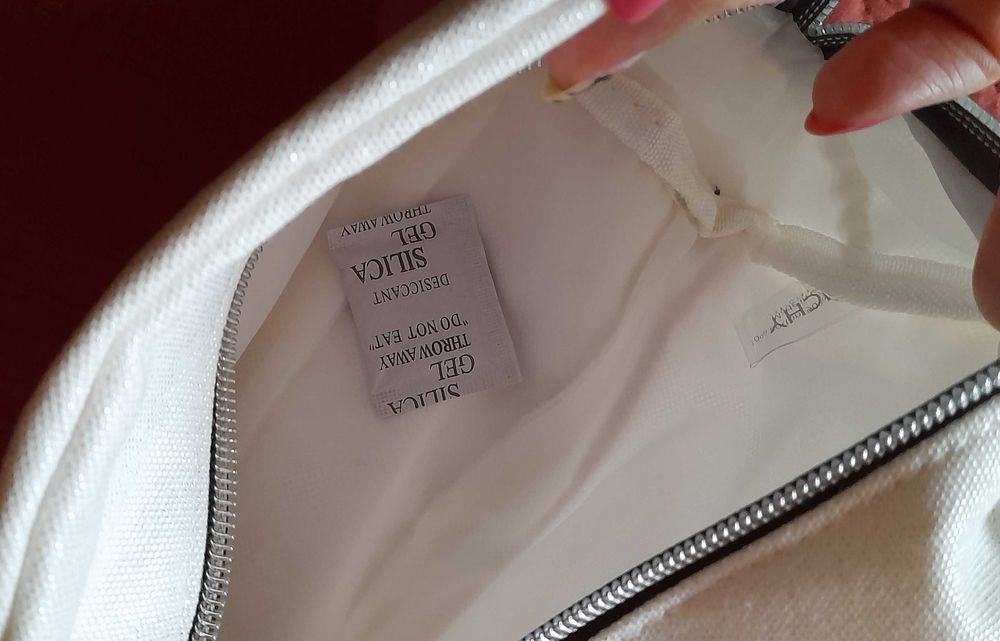 SILICA
GEL
THROW AWAY
"DO NOT EAT"
DESICCANT
SILICA
GEL
THROW AWAY